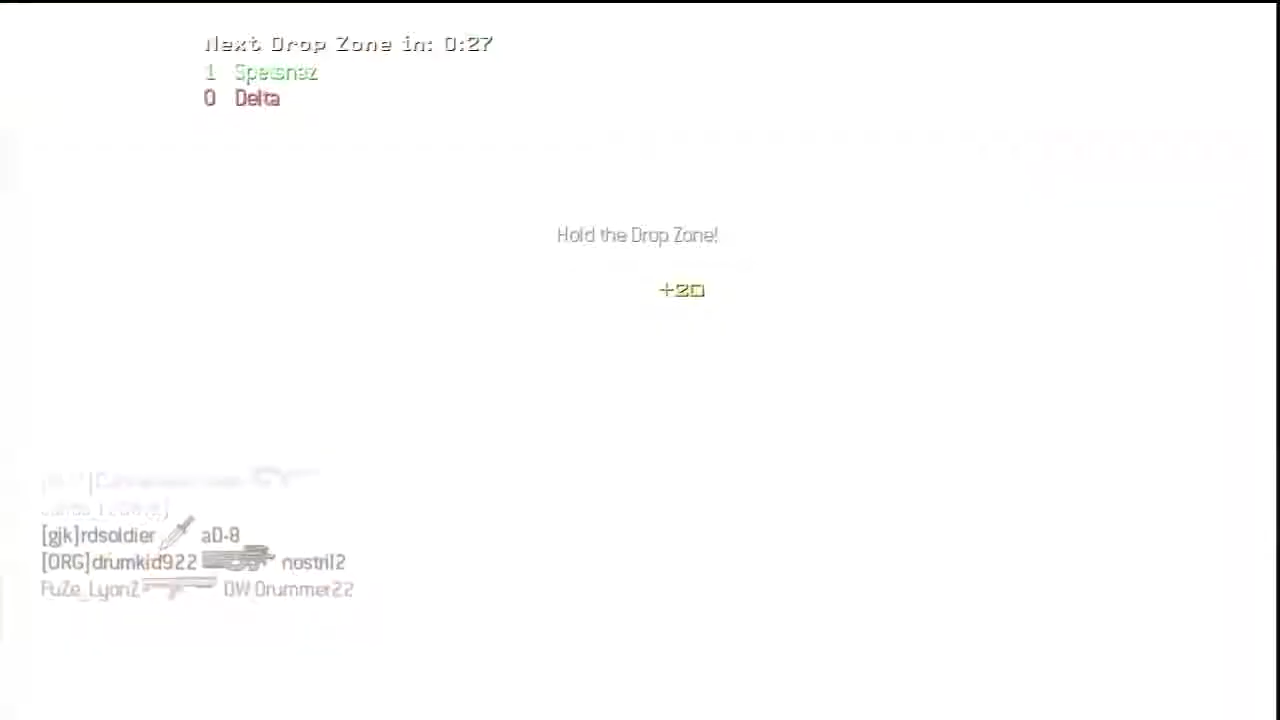 Next Drop Zone in: 0:27
1 Spetsnaz
0 Delta
Hold the Drop Zone!
+20
[gjk]rdsoldier aD-8
[ORG]drumkid922 nostril2
FuZe_LyonZ DW Drummer22